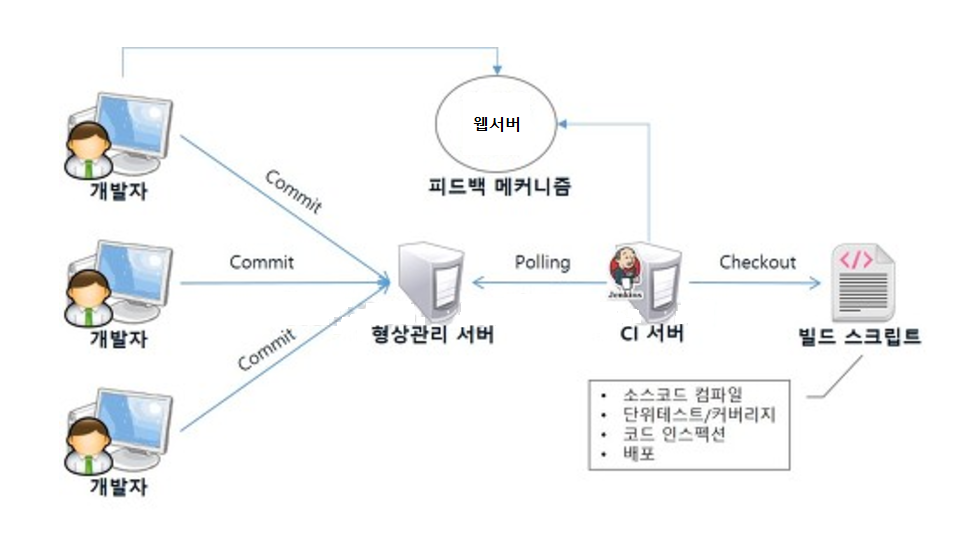 웹서버
피드백 메커니즘
개발자
Commit
개발자
Commit
개발자
Commit
형상관리 서버
Polling
Jenkins
CI 서버
Checkout
</>
빌드 스크립트
• 소스코드 컴파일
• 단위테스트/커버리지
• 코드 인스펙션
• 배포